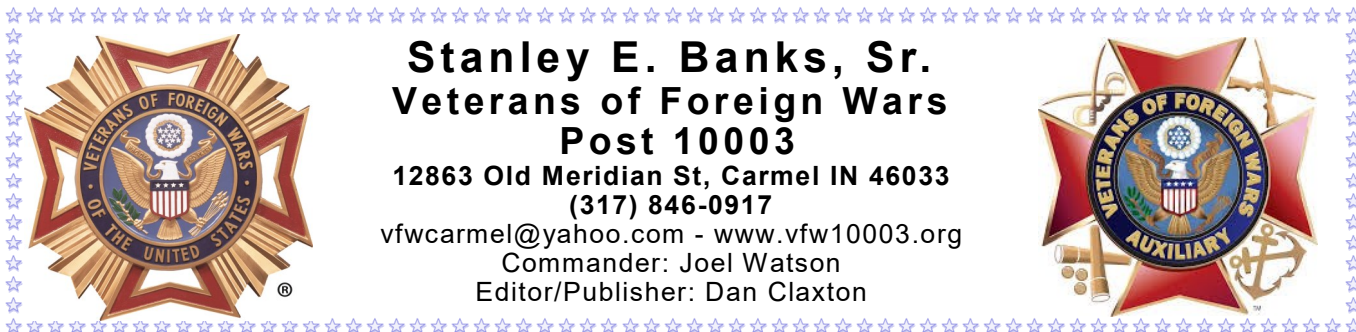 Stanley E. Banks, Sr.
Veterans of Foreign Wars
Post 10003
12863 Old Meridian St, Carmel IN 46033
(317) 846-0917
vfwcarmel@yahoo.com - www.vfw10003.org
Commander: Joel Watson
Editor/Publisher: Dan Claxton
VETERANS OF FOREIGN WARS
OF THE UNITED STATES
®
VETERANS OF FOREIGN WARS
AUXILIARY
™